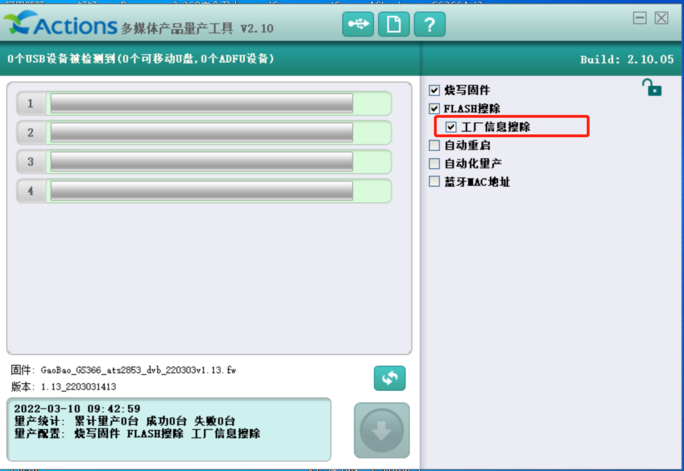 Actions 多媒体产品量产工具 V2.10
0个USB设备被检测到(0个可移动U盘,0个ADFU设备)
Build: 2.10.05
1
2
3
4
烧写固件
FLASH擦除
工厂信息擦除
自动重启
自动化量产
蓝牙MAC地址
固件: GaoBao_GS366_ats2853_dvb_220303v1.13.fw
版本: 1.13_2203031413
2022-03-10 09:42:59
量产统计: 累计量产0台 成功0台 失败0台
量产配置: 烧写固件 FLASH擦除 工厂信息擦除